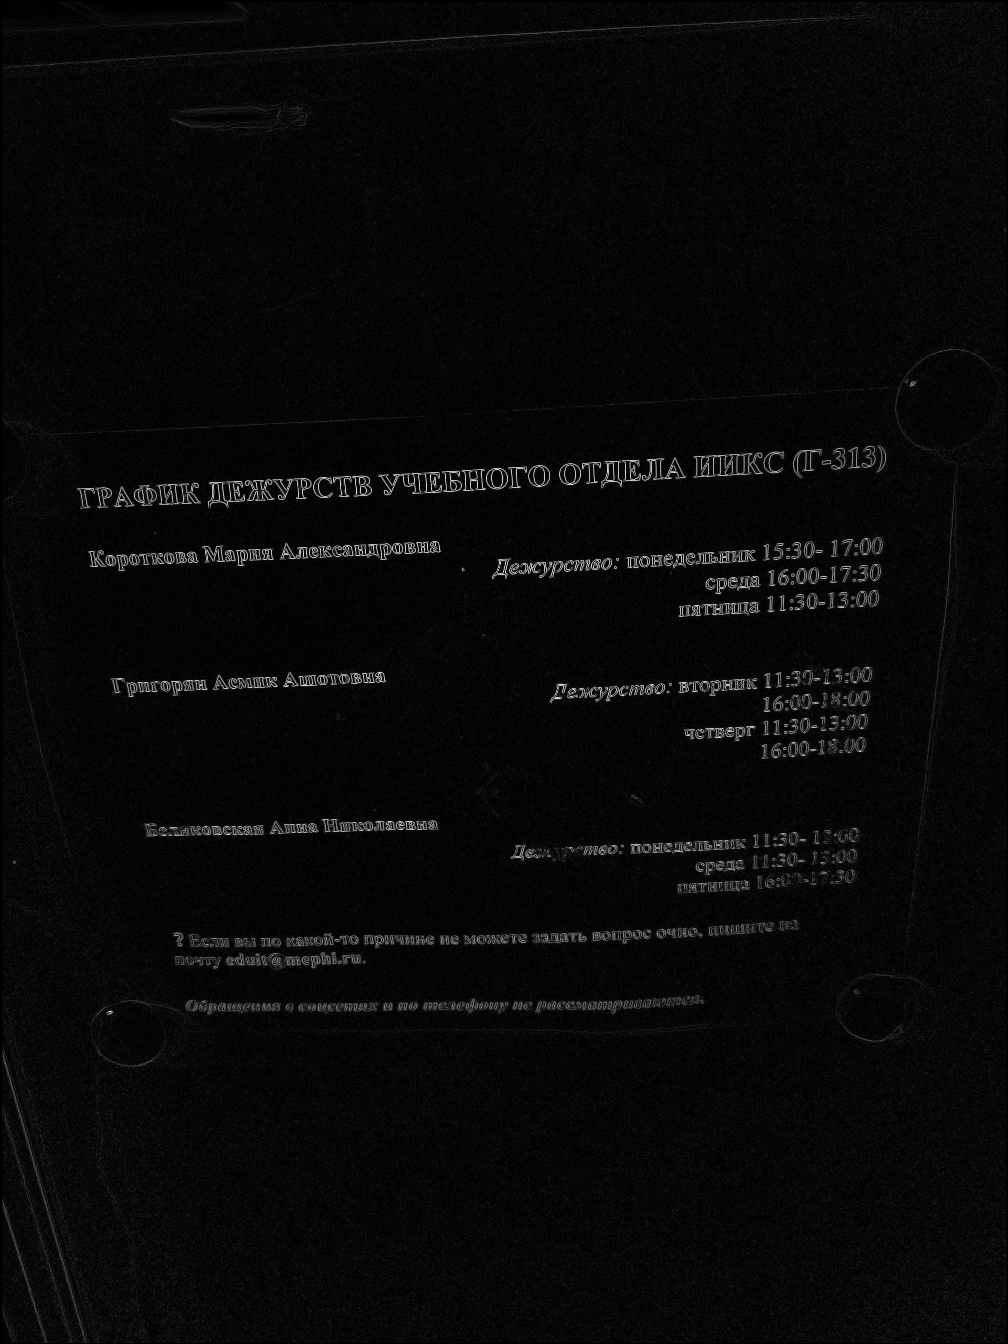 ГРАФИК ДЕЖУРСТВ УЧЕБНОГО ОТДЕЛА ИИКС (Г-313)
Короткова Мария Александровна
Дежурство: понедельник 15:30- 17:00
среда 16:00-17:30
пятница 11:30-13:00
Григорян Асмик Ашотовна
Дежурство: вторник 11:30-13:00
16:00-18:00
четверг 11:30-13:00
16:00-18.00
Беляковская Анна Николаевна
Дежурство: понедельник 11:30-
среда 11:30-
пятница 16:00-17:30
? Если вы по какой-то причине не можете задать вопрос очно, пишите на
почту eduit@mephi.ru.
Обращения в соцсетях и по телефону не рассматриваются.